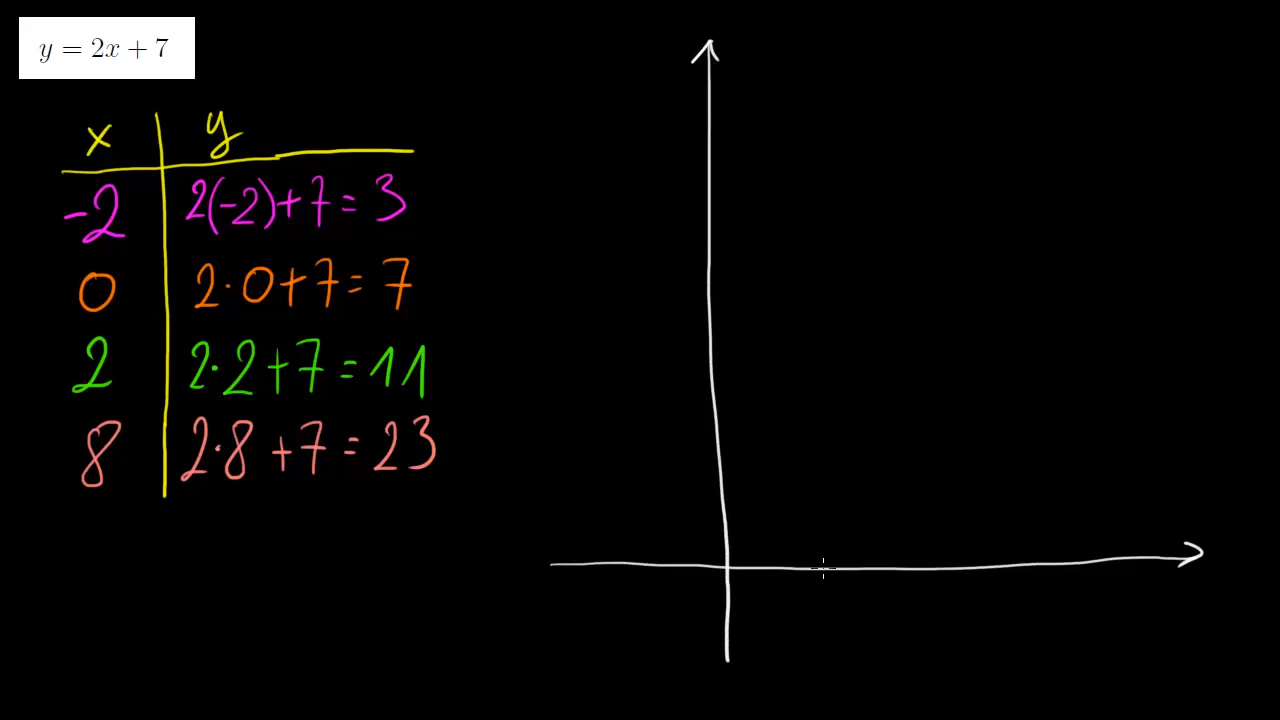 y = 2x + 7
x y
-2 2(-2)+7=3
0 2·0+7=7
2 2·2+7=11
8 2·8+7=23